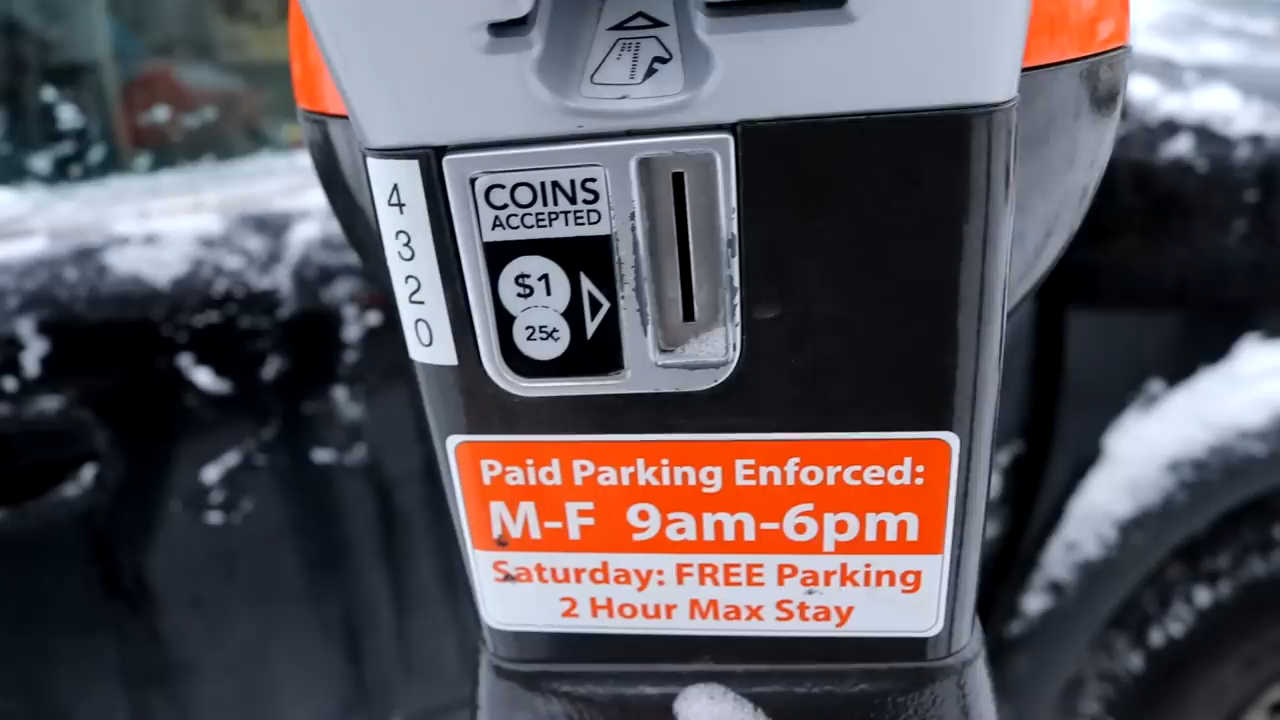 4
3
2
0
COINS
ACCEPTED
$1
25¢
Paid Parking Enforced:
M-F 9am-6pm
Saturday: FREE Parking
2 Hour Max Stay